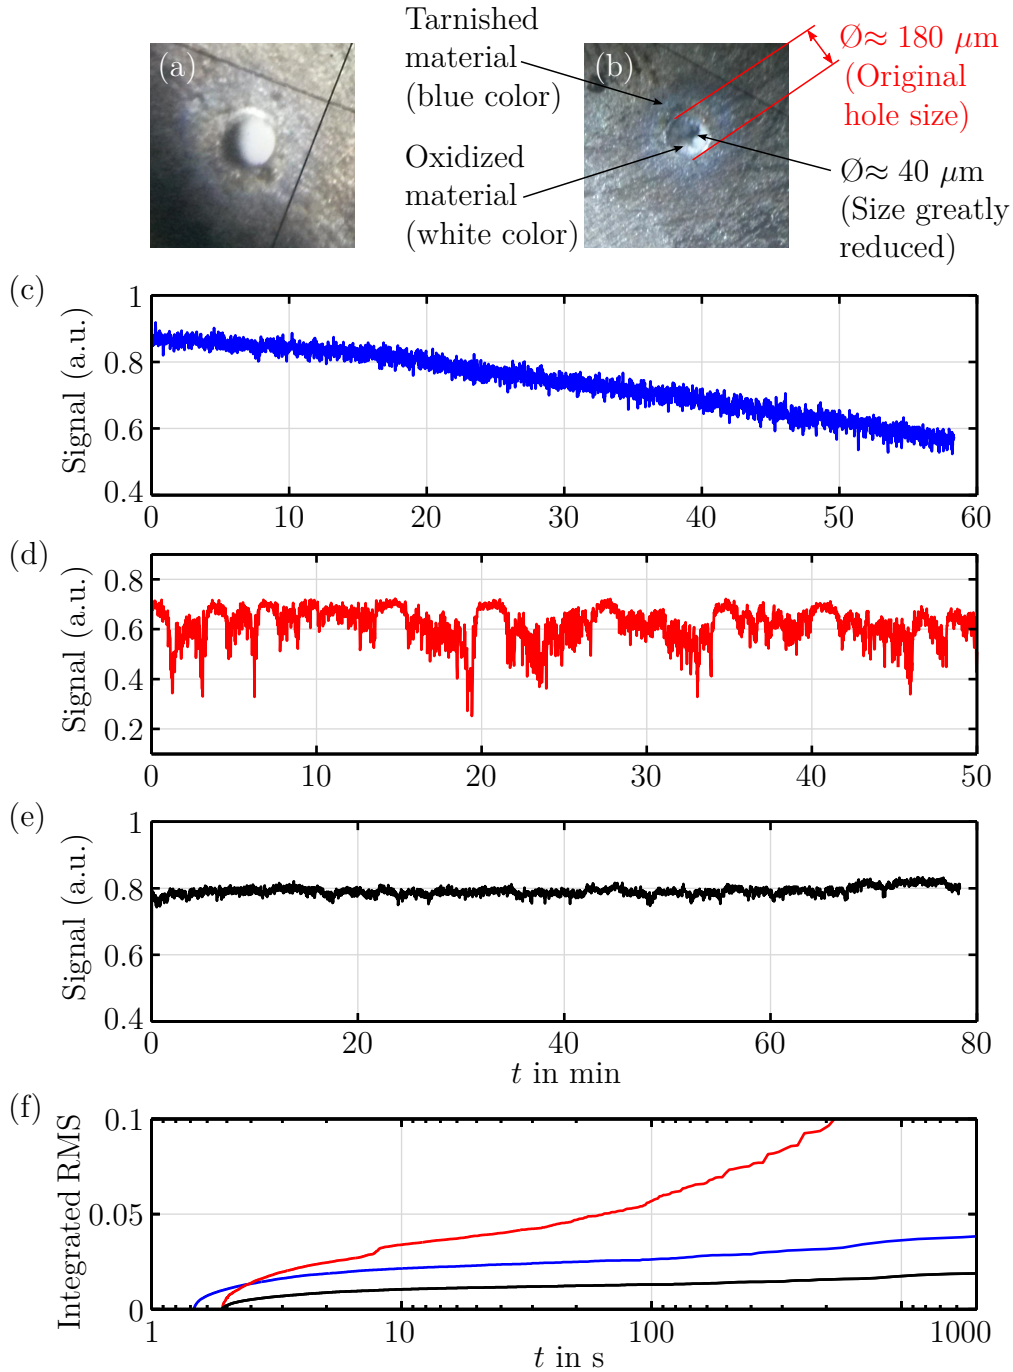 Tarnished
material
(blue color)
Oxidized
material
(white color)
(a)
(b)
Ø≈ 180 µm
(Original
hole size)
Ø≈ 40 µm
(Size greatly
reduced)
(c)
Signal (a.u.)
1
0.8
0.6
0.4
0 10 20 30 40 50 60
(d)
Signal (a.u.)
0.8
0.6
0.4
0.2
0 10 20 30 40 50
(e)
Signal (a.u.)
1
0.8
0.6
0.4
0 20 40 60 80
t in min
(f)
Integrated RMS
0.1
0.05
0
1 10 100 1000
t in s